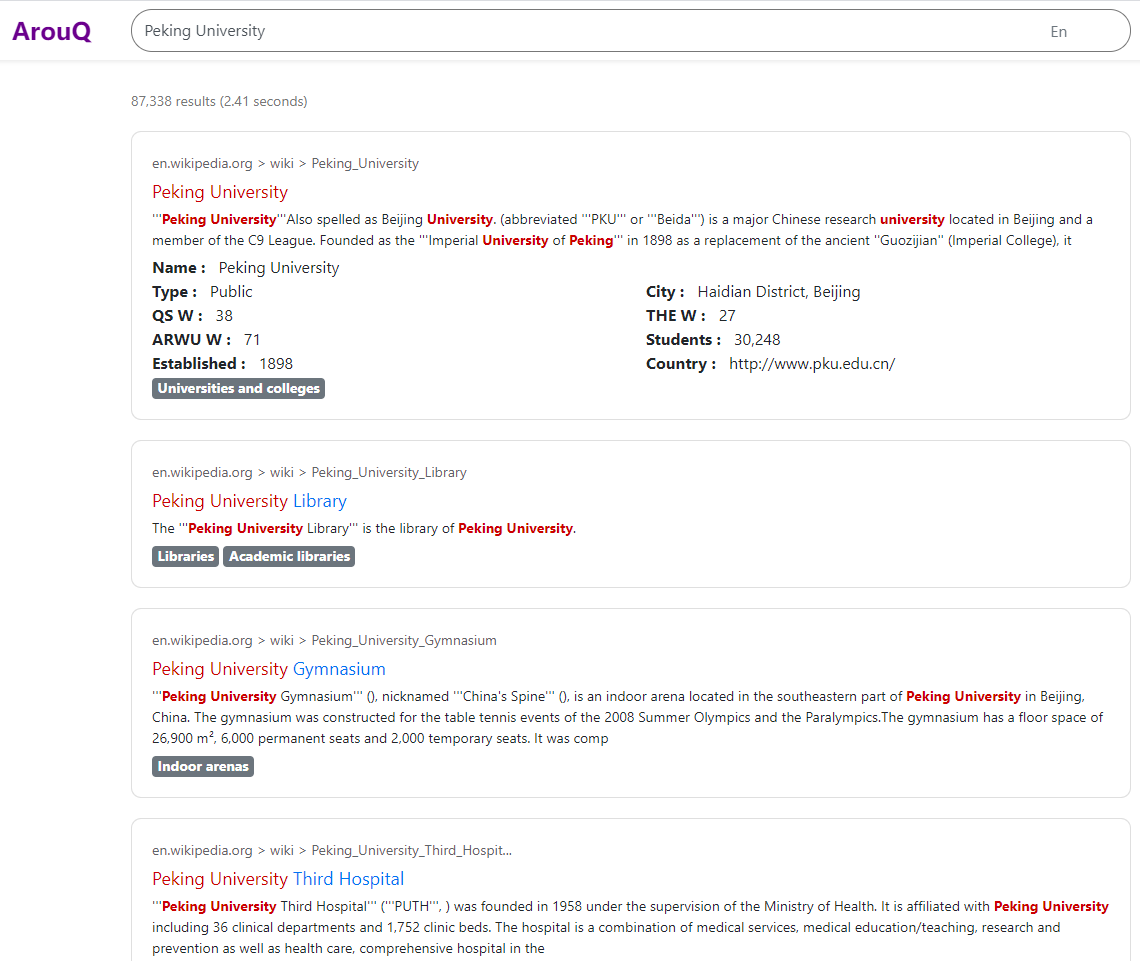 ArouQ
Peking University
En
87,338 results (2.41 seconds)
en.wikipedia.org > wiki > Peking_University
Peking University
'''Peking University'''Also spelled as Beijing University. (abbreviated '''PKU''' or '''Beida''') is a major Chinese research university located in Beijing and a
member of the C9 League. Founded as the '''Imperial University of Peking''' in 1898 as a replacement of the ancient ''Guozijian'' (Imperial College), it
Name : Peking University
Type : Public
City : Haidian District, Beijing
QS W : 38
THE W : 27
ARWU W : 71
Students : 30,248
Established : 1898
Country : http://www.pku.edu.cn/
Universities and colleges
en.wikipedia.org > wiki > Peking_University_Library
Peking University Library
The '''Peking University Library''' is the library of Peking University.
Libraries
Academic libraries
en.wikipedia.org > wiki > Peking_University_Gymnasium
Peking University Gymnasium
'''Peking University Gymnasium''' (), nicknamed '''China's Spine''' (), is an indoor arena located in the southeastern part of Peking University in Beijing,
China. The gymnasium was constructed for the table tennis events of the 2008 Summer Olympics and the Paralympics.The gymnasium has a floor space of
26,900 m², 6,000 permanent seats and 2,000 temporary seats. It was comp
Indoor arenas
en.wikipedia.org > wiki > Peking_University_Third_Hospit...
Peking University Third Hospital
'''Peking University Third Hospital''' ('''PUTH''', ) was founded in 1958 under the supervision of the Ministry of Health. It is affiliated with Peking University
including 36 clinical departments and 1,752 clinic beds. The hospital is a combination of medical services, medical education/teaching, research and
prevention as well as health care, comprehensive hospital in the